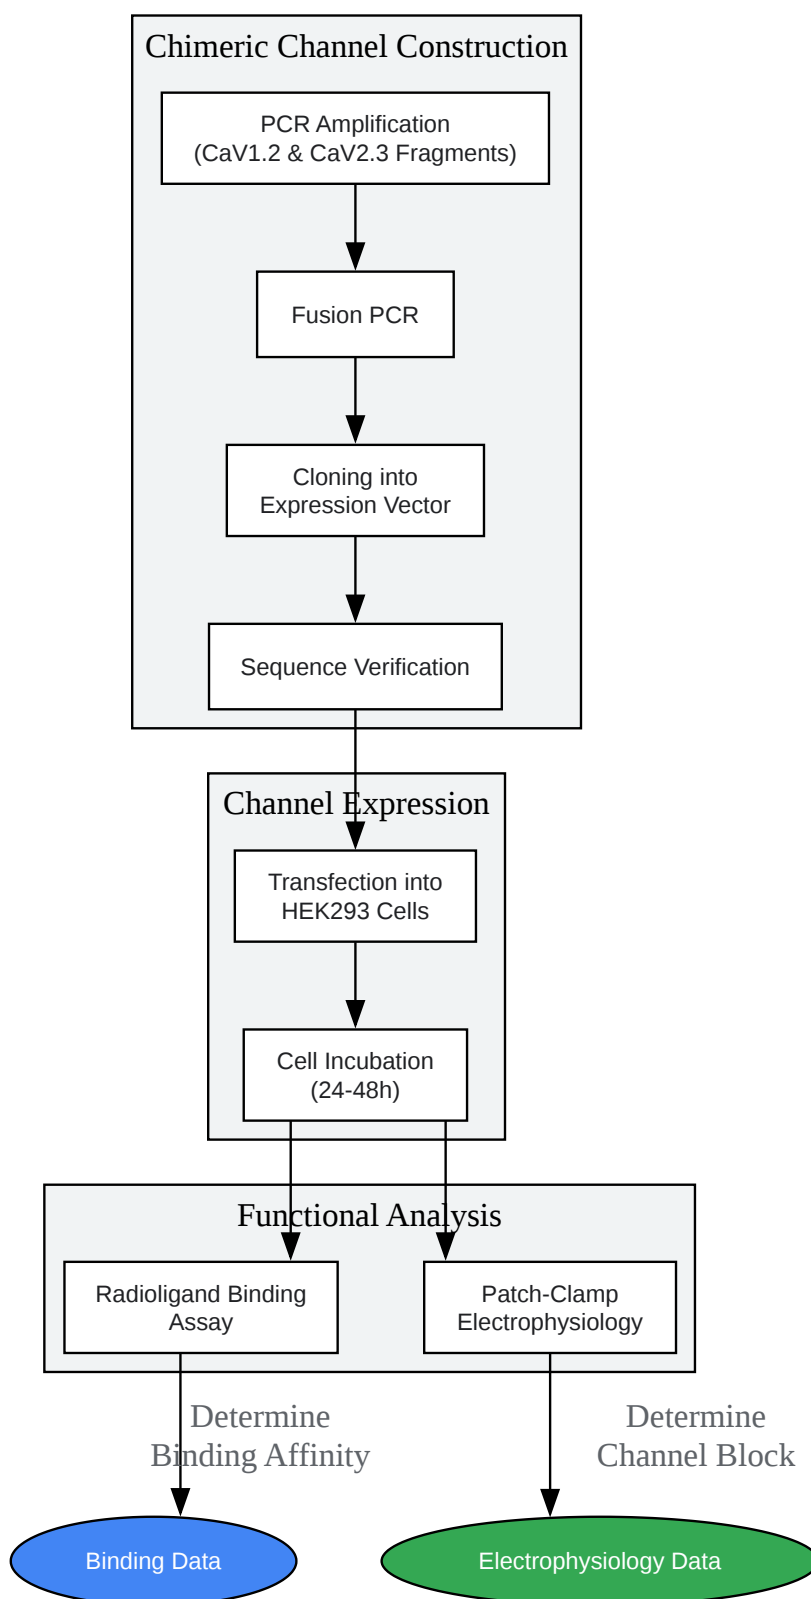 Chimeric Channel Construction
PCR Amplification
(CaV1.2 & CaV2.3 Fragments)
Fusion PCR
Cloning into
Expression Vector
Sequence Verification
Channel Expression
Transfection into
HEK293 Cells
Cell Incubation
(24-48h)
Functional Analysis
Radioligand Binding
Assay
Patch-Clamp
Electrophysiology
Determine
Binding Affinity
Determine
Channel Block
Binding Data
Electrophysiology Data